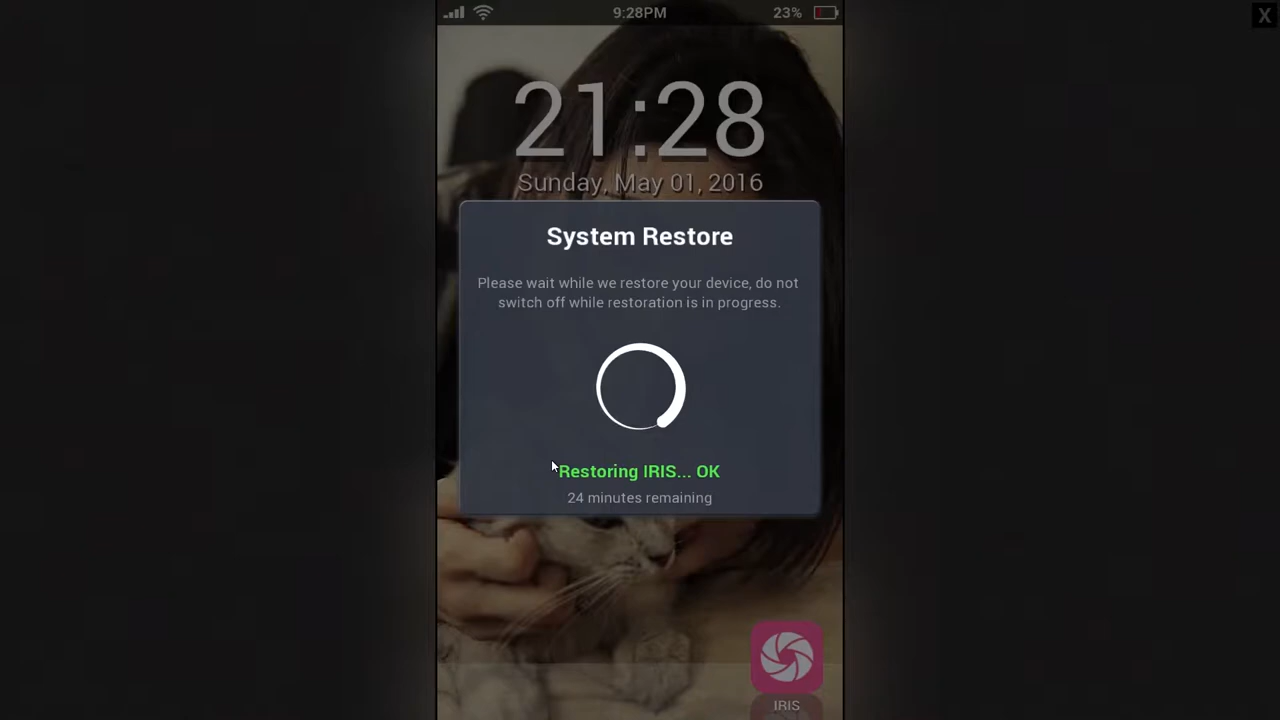 9:28PM
23%
X
21:28
Sunday, May 01, 2016
System Restore
Please wait while we restore your device, do not
switch off while restoration is in progress.
Restoring IRIS... OK
24 minutes remaining
IRIS